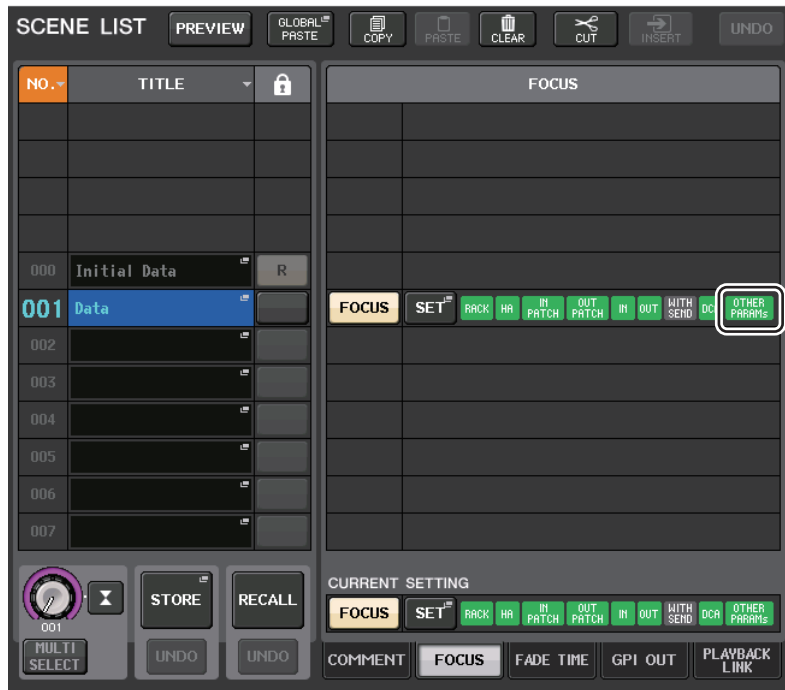 SCENE LIST PREVIEW GLOBAL PASTE COPY PASTE CLEAR CUT INSERT UNDO
NO. TITLE FOCUS
000 Initial Data R
001 Data FOCUS SET RACK HA IN PATCH OUT PATCH IN OUT WITH SEND DCA OTHER PARAMs
002
003
004
005
006
007
CURRENT SETTING
STORE RECALL FOCUS SET RACK HA IN PATCH OUT PATCH IN OUT WITH SEND DCA OTHER PARAMs
001
MULTI SELECT UNDO UNDO COMMENT FOCUS FADE TIME GPI OUT PLAYBACK LINK